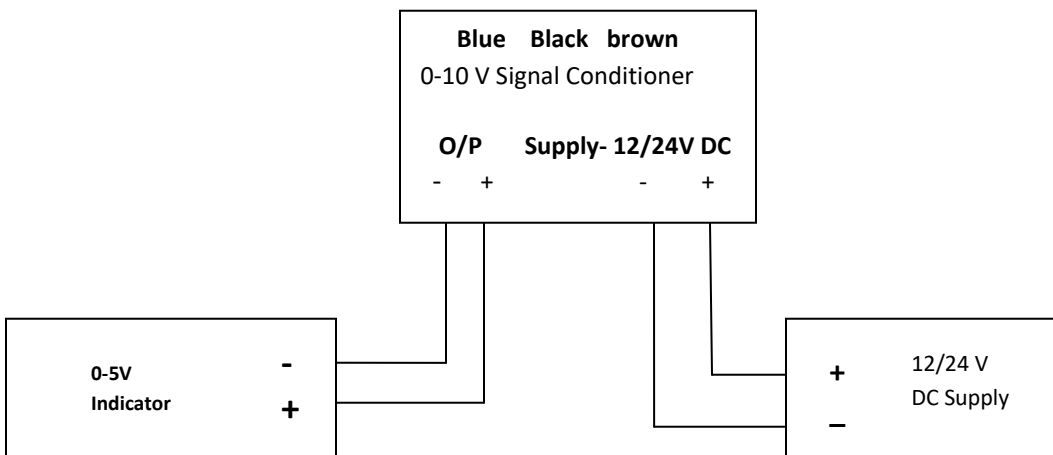 Blue Black brown
0-10 V Signal Conditioner
O/P Supply- 12/24V DC
- + - +
0-5V
Indicator
-
+
+
–
12/24 V
DC Supply